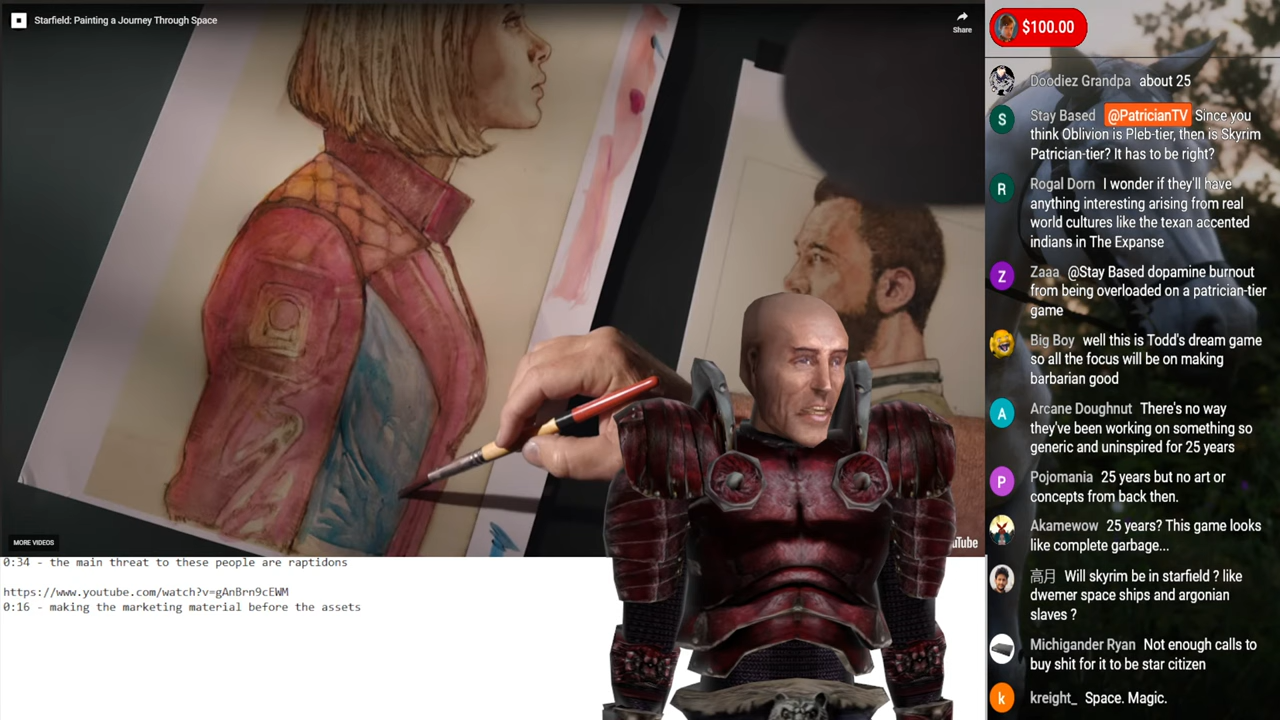 Starfield: Painting a Journey Through Space
Share
MORE VIDEOS
0:34 - the main threat to these people are raptidons
https://www.youtube.com/watch?v=gAnBrn9cEWM
0:16 - making the marketing material before the assets
$100.00
Doodiez Grandpa about 25
S Stay Based @PatricianTV Since you
think Oblivion is Pleb-tier, then is Skyrim
Patrician-tier? It has to be right?
R Rogal Dorn I wonder if they'll have
anything interesting arising from real
world cultures like the texan accented
indians in The Expanse
Z Zaaa @Stay Based dopamine burnout
from being overloaded on a patrician-tier
game
Big Boy well this is Todd's dream game
so all the focus will be on making
barbarian good
A Arcane Doughnut There's no way
they've been working on something so
generic and uninspired for 25 years
P Pojomania 25 years but no art or
concepts from back then.
Akamewow 25 years? This game looks
like complete garbage...
高月 Will skyrim be in starfield ? like
dwemer space ships and argonian
slaves ?
Michigander Ryan Not enough calls to
buy shit for it to be star citizen
k kreight_ Space. Magic.